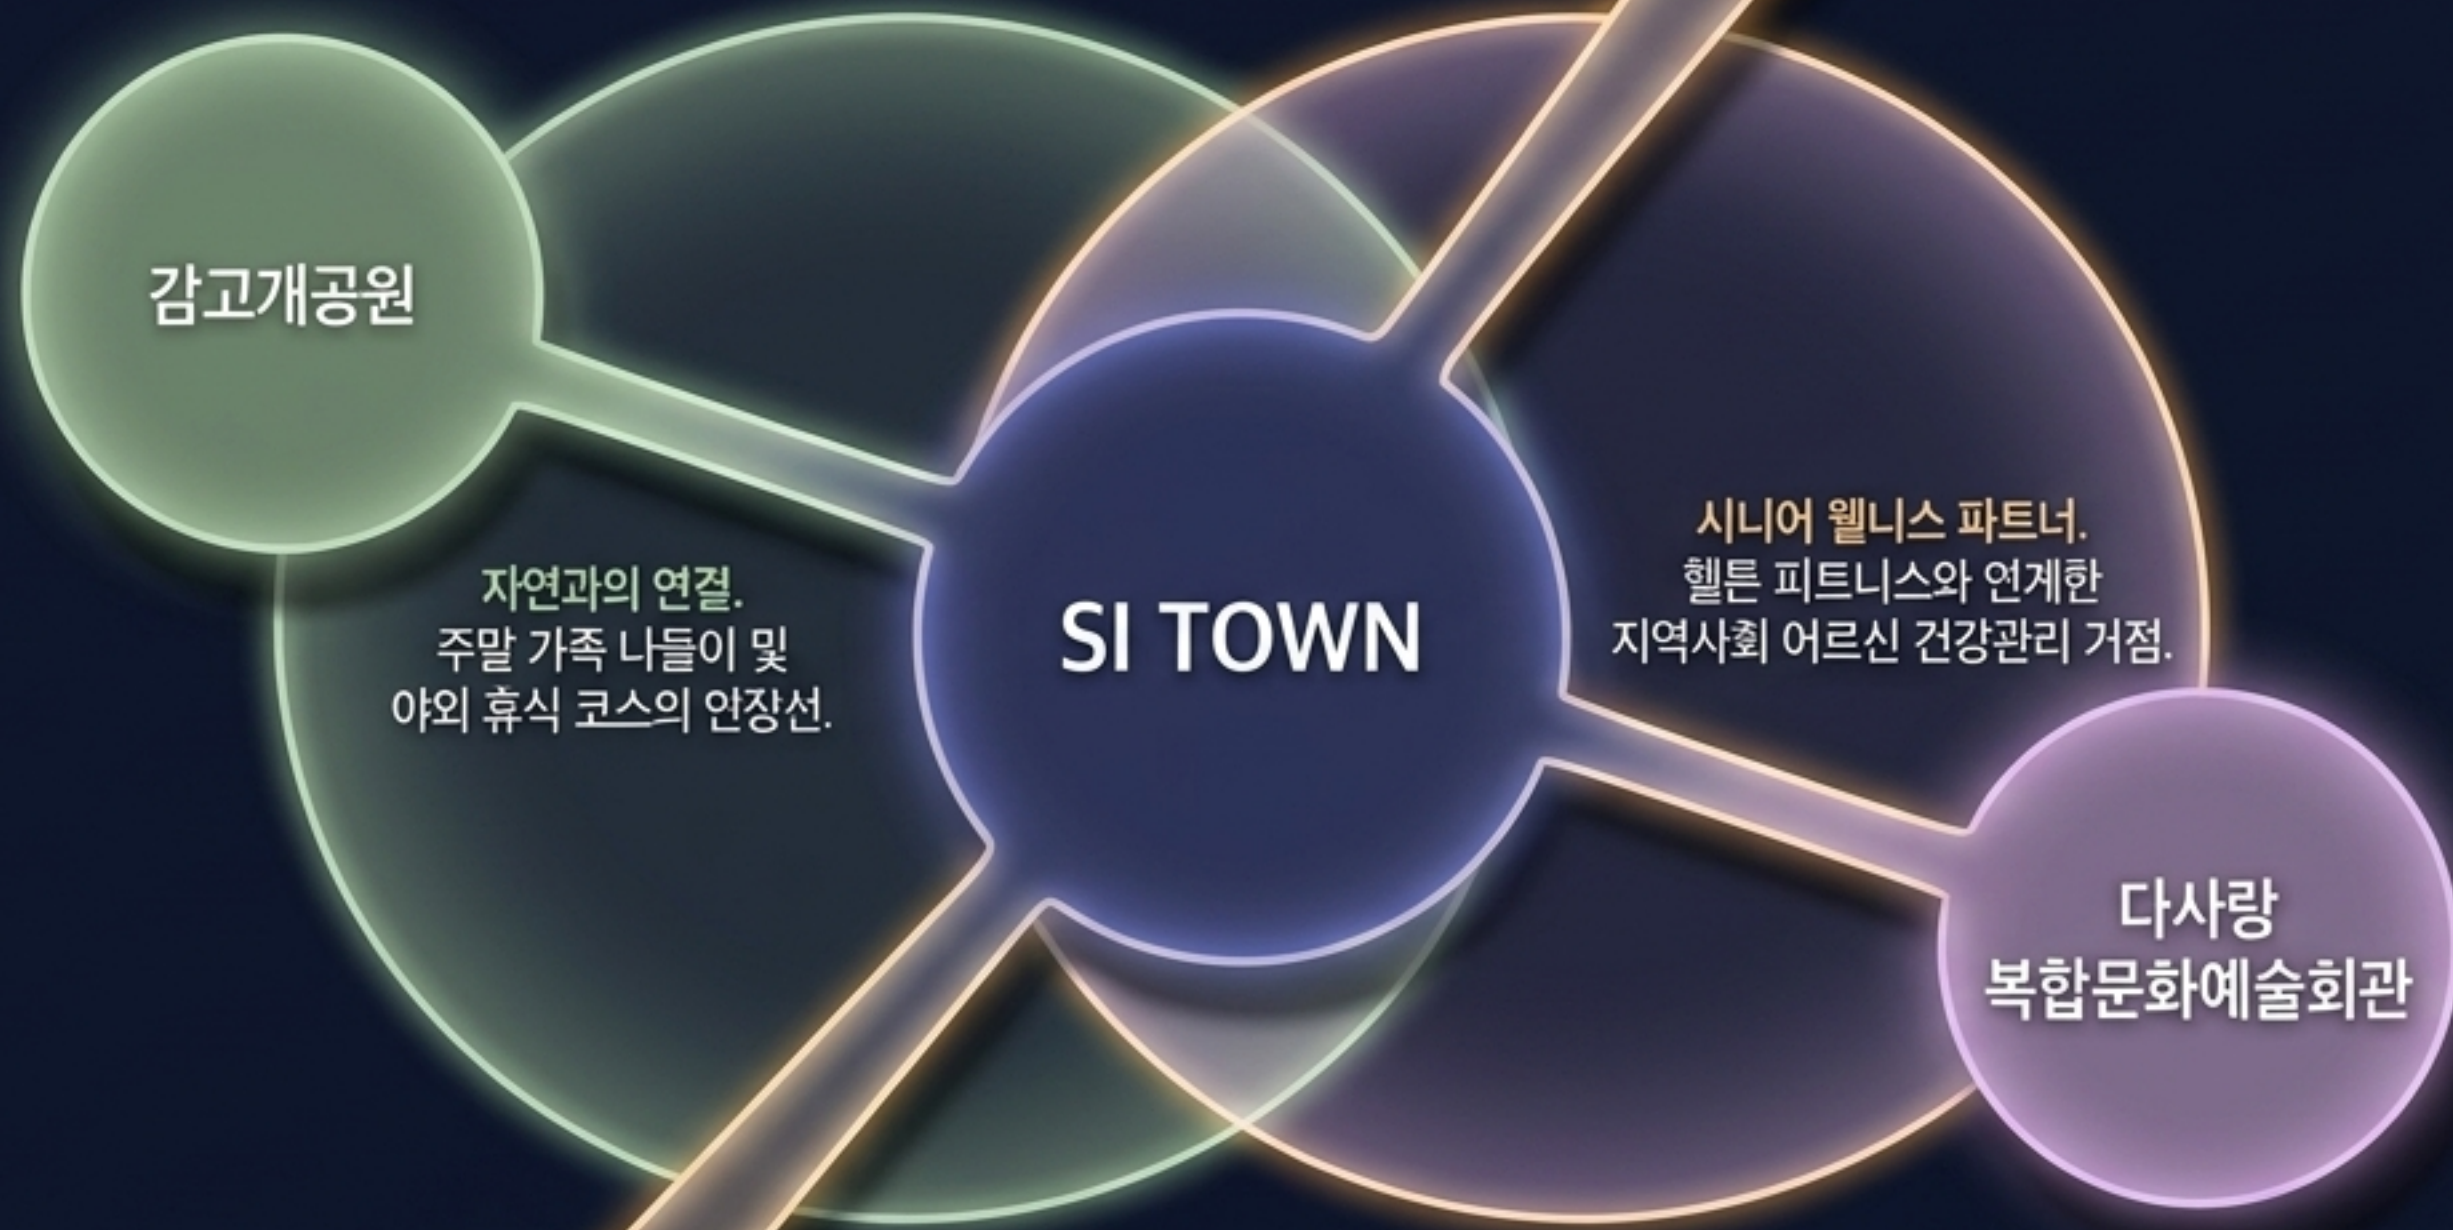 감고개공원
자연과의 연결.
주말 가족 나들이 및
야외 휴식 코스의 안장선.
SI TOWN
시니어 웰니스 파트너.
헬튼 피트니스와 연계한
지역사회 어르신 건강관리 거점.
다사랑
복합문화예술회관